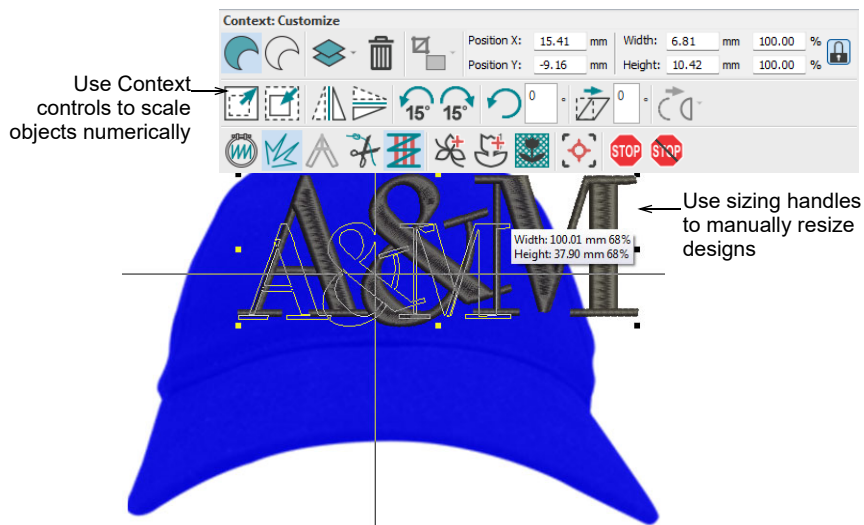 Context: Customize
Position X: 15.41 mm Width: 6.81 mm 100.00 %
Position Y: -9.16 mm Height: 10.42 mm 100.00 %
Use Context
controls to scale
objects numerically
15° 15° 0 ° 0 °
STOP STOP
A&M
A&M
Use sizing handles
to manually resize
designs
Width: 100.01 mm 68%
Height: 37.90 mm 68%